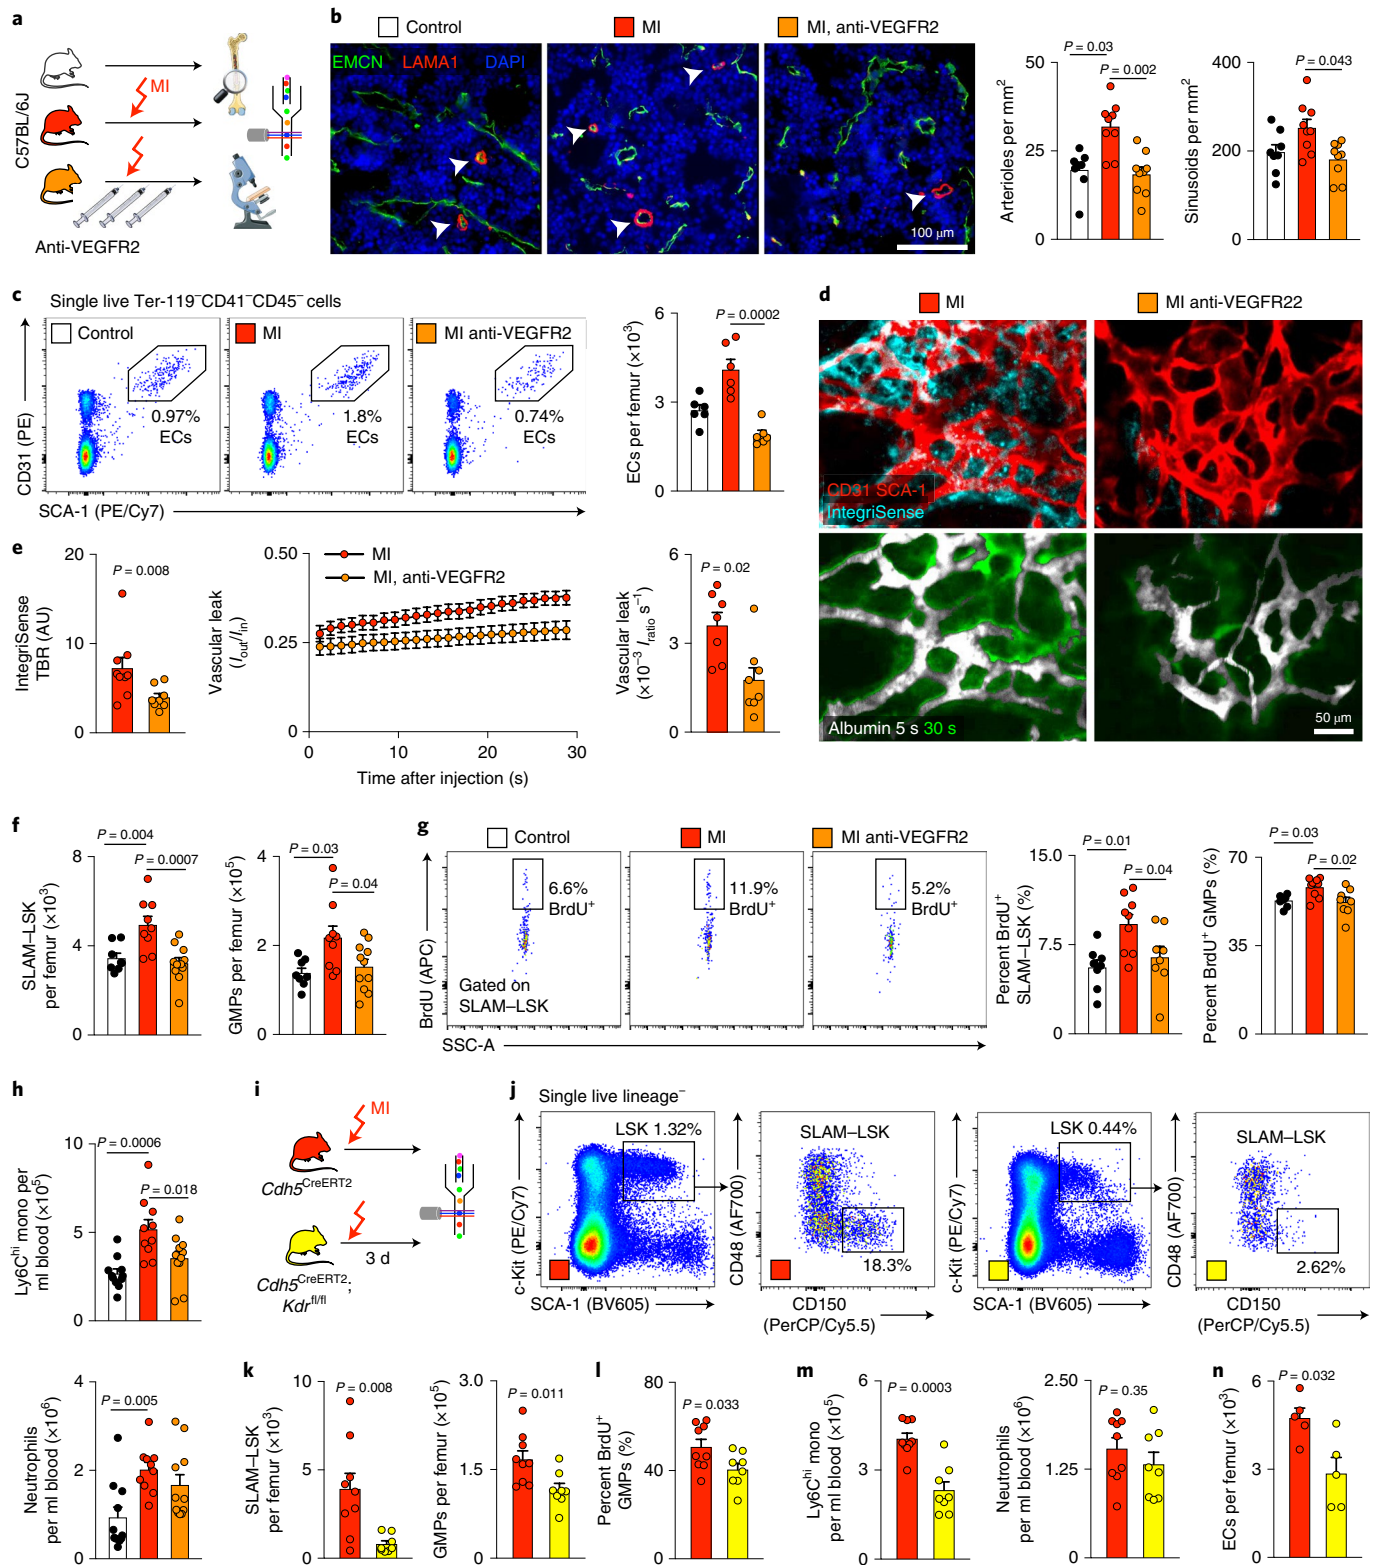 a
C57BL/6J
MI
Anti-VEGFR2
b
Control
MI
MI, anti-VEGFR2
EMCN LAMA1 DAPI
100 µm
Arterioles per mm²
50
25
0
P = 0.03
P = 0.002
Sinusoids per mm²
400
200
0
P = 0.043
c
Single live Ter-119⁻CD41⁻CD45⁻ cells
Control
MI
MI anti-VEGFR2
0.97%
ECs
1.8%
ECs
0.74%
ECs
CD31 (PE)
SCA-1 (PE/Cy7)
ECs per femur (×10³)
6
3
0
P = 0.0002
d
MI
MI anti-VEGFR22
CD31 SCA-1
IntegriSense
Albumin 5 s 30 s
50 µm
e
IntegriSense
TBR (AU)
20
10
0
P = 0.008
Vascular leak
(I out/I in)
0.50
0.25
0
MI
MI, anti-VEGFR2
1
10
20
30
Time after injection (s)
Vascular leak
(×10⁻³ I ratio s⁻¹)
6
3
0
P = 0.02
f
SLAM–LSK
per femur (×10³)
8
4
0
P = 0.004
P = 0.0007
GMPs per femur (×10⁵)
4
2
0
P = 0.03
P = 0.04
g
Control
MI
MI anti-VEGFR2
6.6%
BrdU⁺
11.9%
BrdU⁺
5.2%
BrdU⁺
Gated on
SLAM–LSK
BrdU (APC)
SSC-A
Percent BrdU⁺
SLAM–LSK (%)
15.0
7.5
0
P = 0.01
P = 0.04
Percent BrdU⁺ GMPs (%)
70
35
0
P = 0.03
P = 0.02
h
Ly6Cʰⁱ mono per
ml blood (×10⁵)
10
5
0
P = 0.0006
P = 0.018
Neutrophils
per ml blood (×10⁶)
4
2
0
P = 0.005
i
MI
Cdh5CreERT2
3 d
Cdh5CreERT2;
Kdrfl/fl
j
Single live lineage⁻
LSK 1.32%
c-Kit (PE/Cy7)
SCA-1 (BV605)
SLAM–LSK
18.3%
CD48 (AF700)
CD150
(PerCP/Cy5.5)
LSK 0.44%
c-Kit (PE/Cy7)
SCA-1 (BV605)
SLAM–LSK
2.62%
CD48 (AF700)
CD150
(PerCP/Cy5.5)
k
SLAM–LSK
per femur (×10³)
10
5
0
P = 0.008
GMPs per femur (×10⁵)
3.0
1.5
0
P = 0.011
l
Percent BrdU⁺
GMPs (%)
80
40
0
P = 0.033
m
Ly6Cʰⁱ mono
per ml blood (×10⁵)
6
3
0
P = 0.0003
Neutrophils
per ml blood (×10⁶)
2.50
1.25
0
P = 0.35
n
ECs per femur (×10³)
6
3
0
P = 0.032